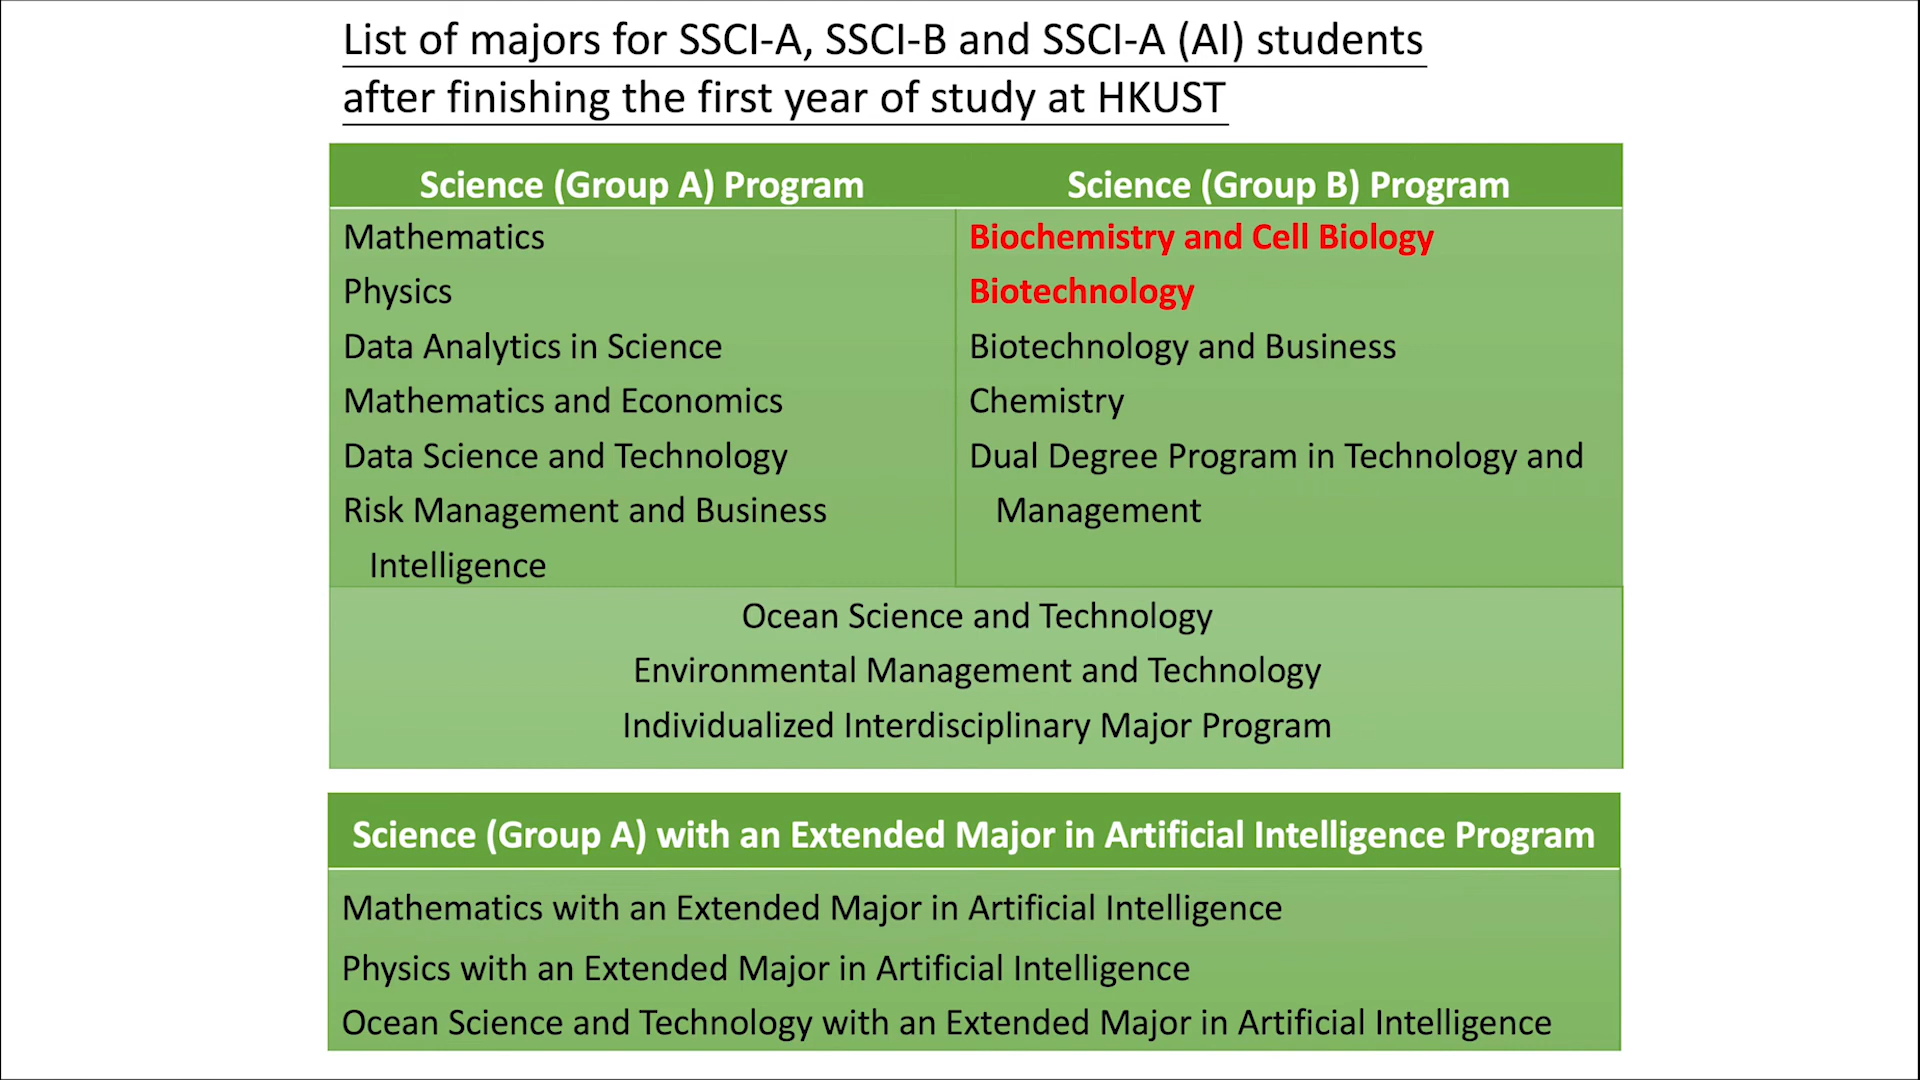 List of majors for SSCI-A, SSCI-B and SSCI-A (AI) students
after finishing the first year of study at HKUST
Science (Group A) Program
Mathematics
Physics
Data Analytics in Science
Mathematics and Economics
Data Science and Technology
Risk Management and Business
Intelligence
Science (Group B) Program
Biochemistry and Cell Biology
Biotechnology
Biotechnology and Business
Chemistry
Dual Degree Program in Technology and
Management
Ocean Science and Technology
Environmental Management and Technology
Individualized Interdisciplinary Major Program
Science (Group A) with an Extended Major in Artificial Intelligence Program
Mathematics with an Extended Major in Artificial Intelligence
Physics with an Extended Major in Artificial Intelligence
Ocean Science and Technology with an Extended Major in Artificial Intelligence